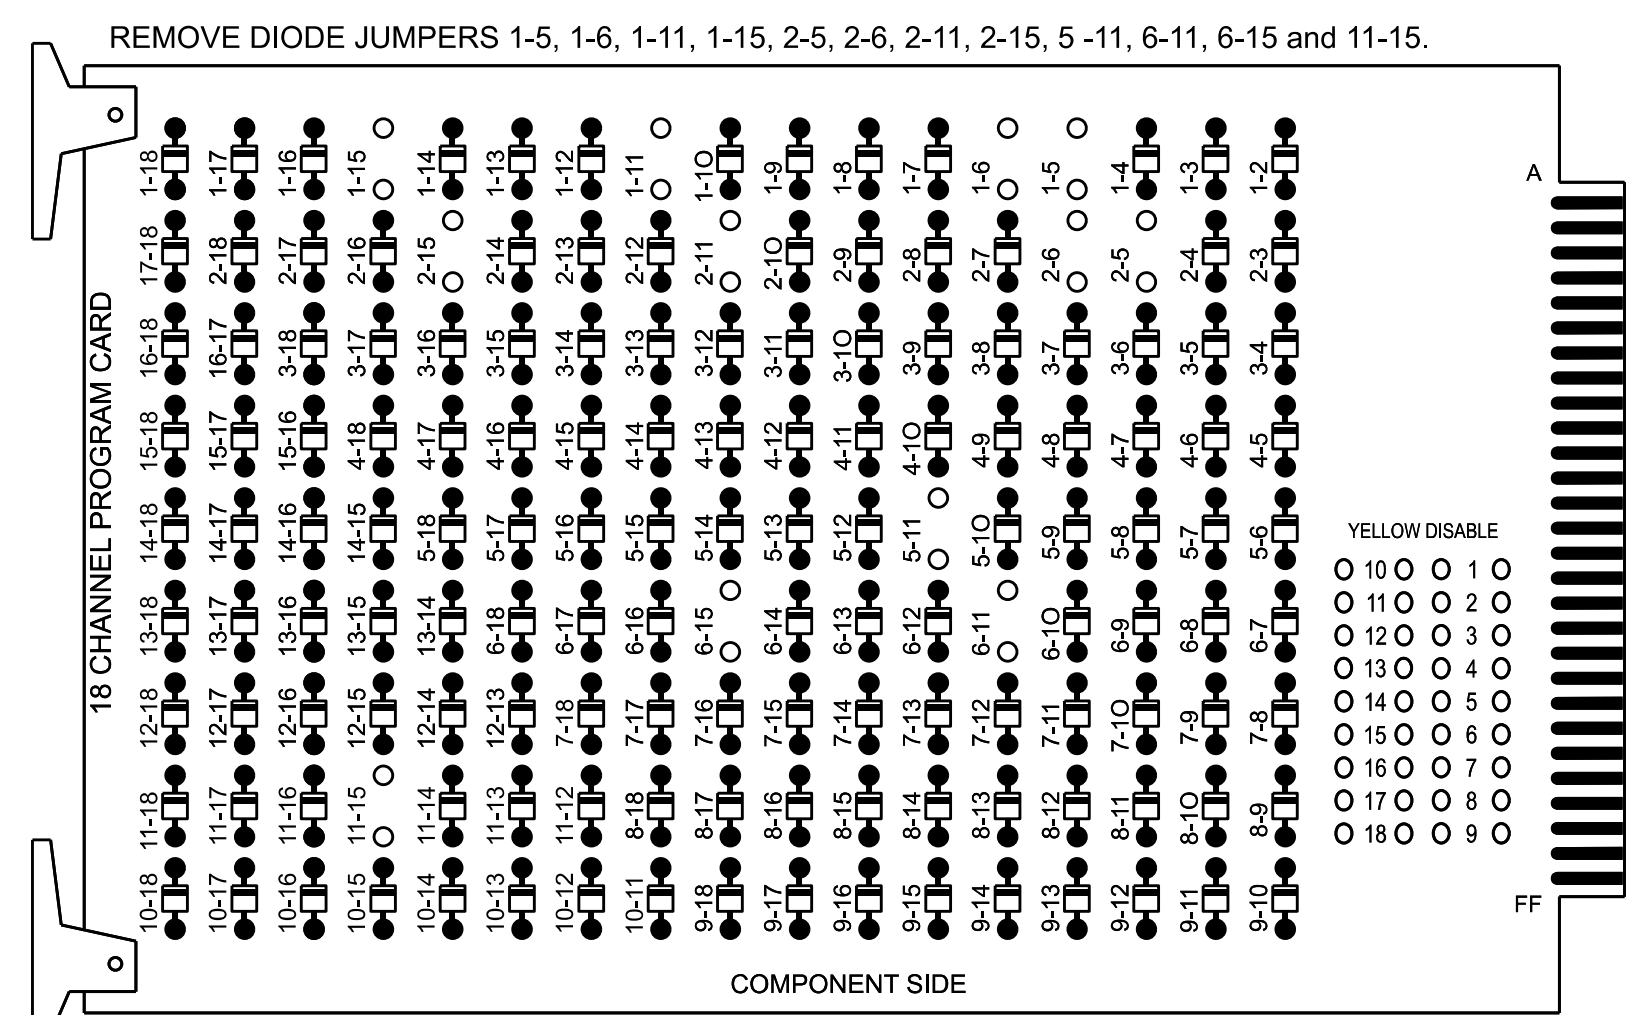 REMOVE DIODE JUMPERS 1-5, 1-6, 1-11, 1-15, 2-5, 2-6, 2-11, 2-15, 5 -11, 6-11, 6-15 and 11-15.
18 CHANNEL PROGRAM CARD
1-18 1-17 1-16 1-15 1-14 1-13 1-12 1-11 1-10 1-9 1-8 1-7 1-6 1-5 1-4 1-3 1-2
17-18 2-18 2-17 2-16 2-15 2-14 2-13 2-12 2-11 2-10 2-9 2-8 2-7 2-6 2-5 2-4 2-3
16-18 16-17 3-18 3-17 3-16 3-15 3-14 3-13 3-12 3-11 3-10 3-9 3-8 3-7 3-6 3-5 3-4
15-18 15-17 15-16 4-18 4-17 4-16 4-15 4-14 4-13 4-12 4-11 4-10 4-9 4-8 4-7 4-6 4-5
14-18 14-17 14-16 14-15 5-18 5-17 5-16 5-15 5-14 5-13 5-12 5-11 5-10 5-9 5-8 5-7 5-6
13-18 13-17 13-16 13-15 13-14 6-18 6-17 6-16 6-15 6-14 6-13 6-12 6-11 6-10 6-9 6-8 6-7
12-18 12-17 12-16 12-15 12-14 12-13 7-18 7-17 7-16 7-15 7-14 7-13 7-12 7-11 7-10 7-9 7-8
11-18 11-17 11-16 11-15 11-14 11-13 11-12 8-18 8-17 8-16 8-15 8-14 8-13 8-12 8-11 8-10 8-9
10-18 10-17 10-16 10-15 10-14 10-13 10-12 10-11 9-18 9-17 9-16 9-15 9-14 9-13 9-12 9-11 9-10
A
YELLOW DISABLE
10 1
11 2
12 3
13 4
14 5
15 6
16 7
17 8
18 9
FF
COMPONENT SIDE